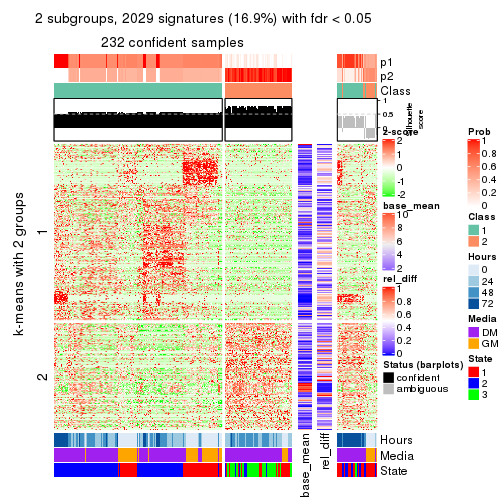 2 subgroups, 2029 signatures (16.9%) with fdr < 0.05
232 confident samples
p1
p2
Class
1
0.5
0
silhouette
score
k-means with 2 groups
1
2
Hours
Media
State
base_mean
rel_diff
z-score
2
1
0
-1
-2
base_mean
10
8
6
4
2
rel_diff
1
0.8
0.6
0.4
0.2
0
Status (barplots)
confident
ambiguous
Prob
1
0.8
0.6
0.4
0.2
0
Class
1
2
Hours
0
24
48
72
Media
DM
GM
State
1
2
3